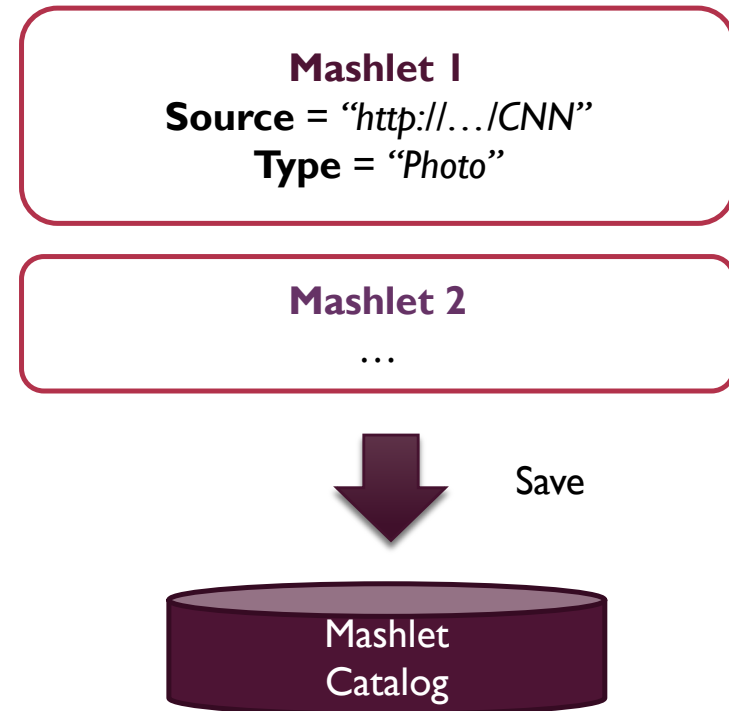 Mashlet 1
Source = “http://…/CNN”
Type = “Photo”
Mashlet 2
…
Save
Mashlet
Catalog